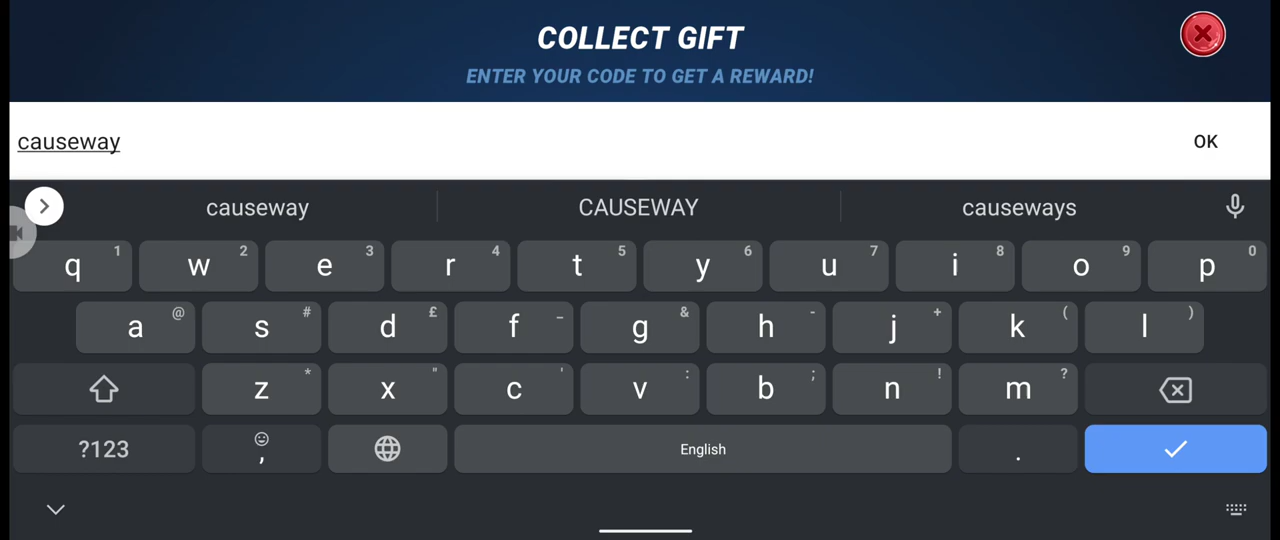 COLLECT GIFT
ENTER YOUR CODE TO GET A REWARD!
causeway
OK
causeway CAUSEWAY causeways
q 1 w 2 e 3 r 4 t 5 y 6 u 7 i 8 o 9 p 0
a @ s # d £ f _ g & h - j + k ( l )
z * x " c ' v : b ; n ! m ?
?123 , English .